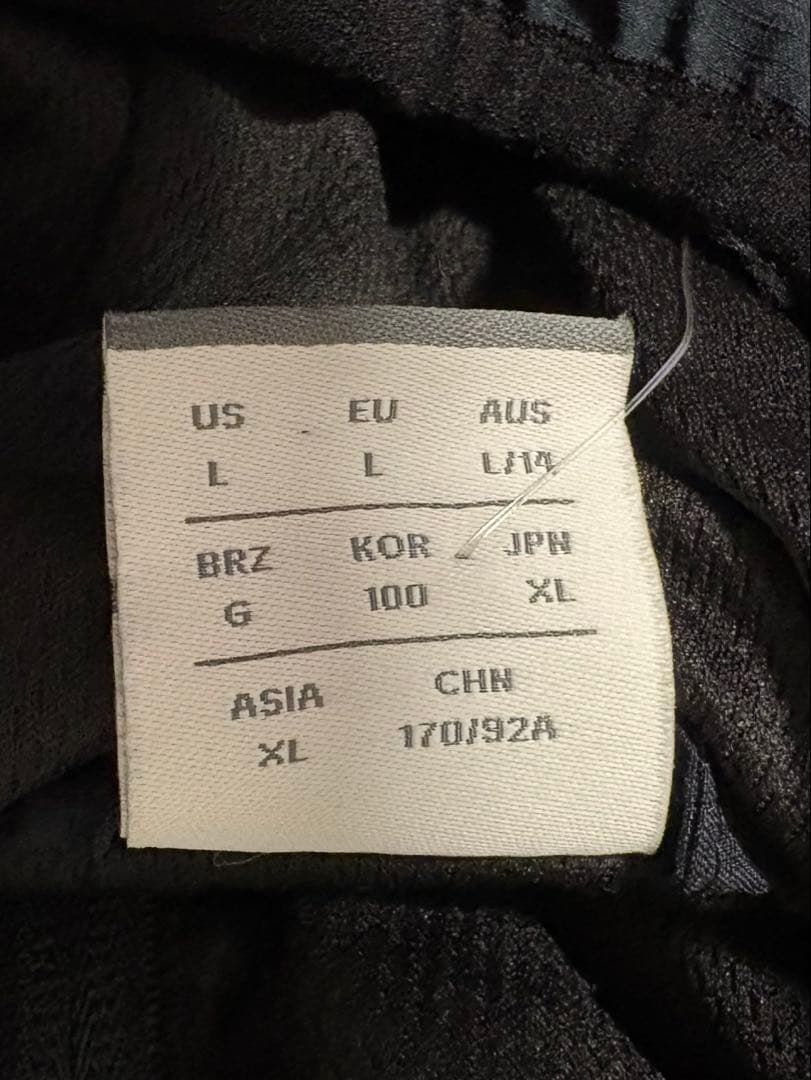 US EU AUS
L L L/14
BRZ KOR JPN
G 100 XL
ASIA CHN
XL 170/92A